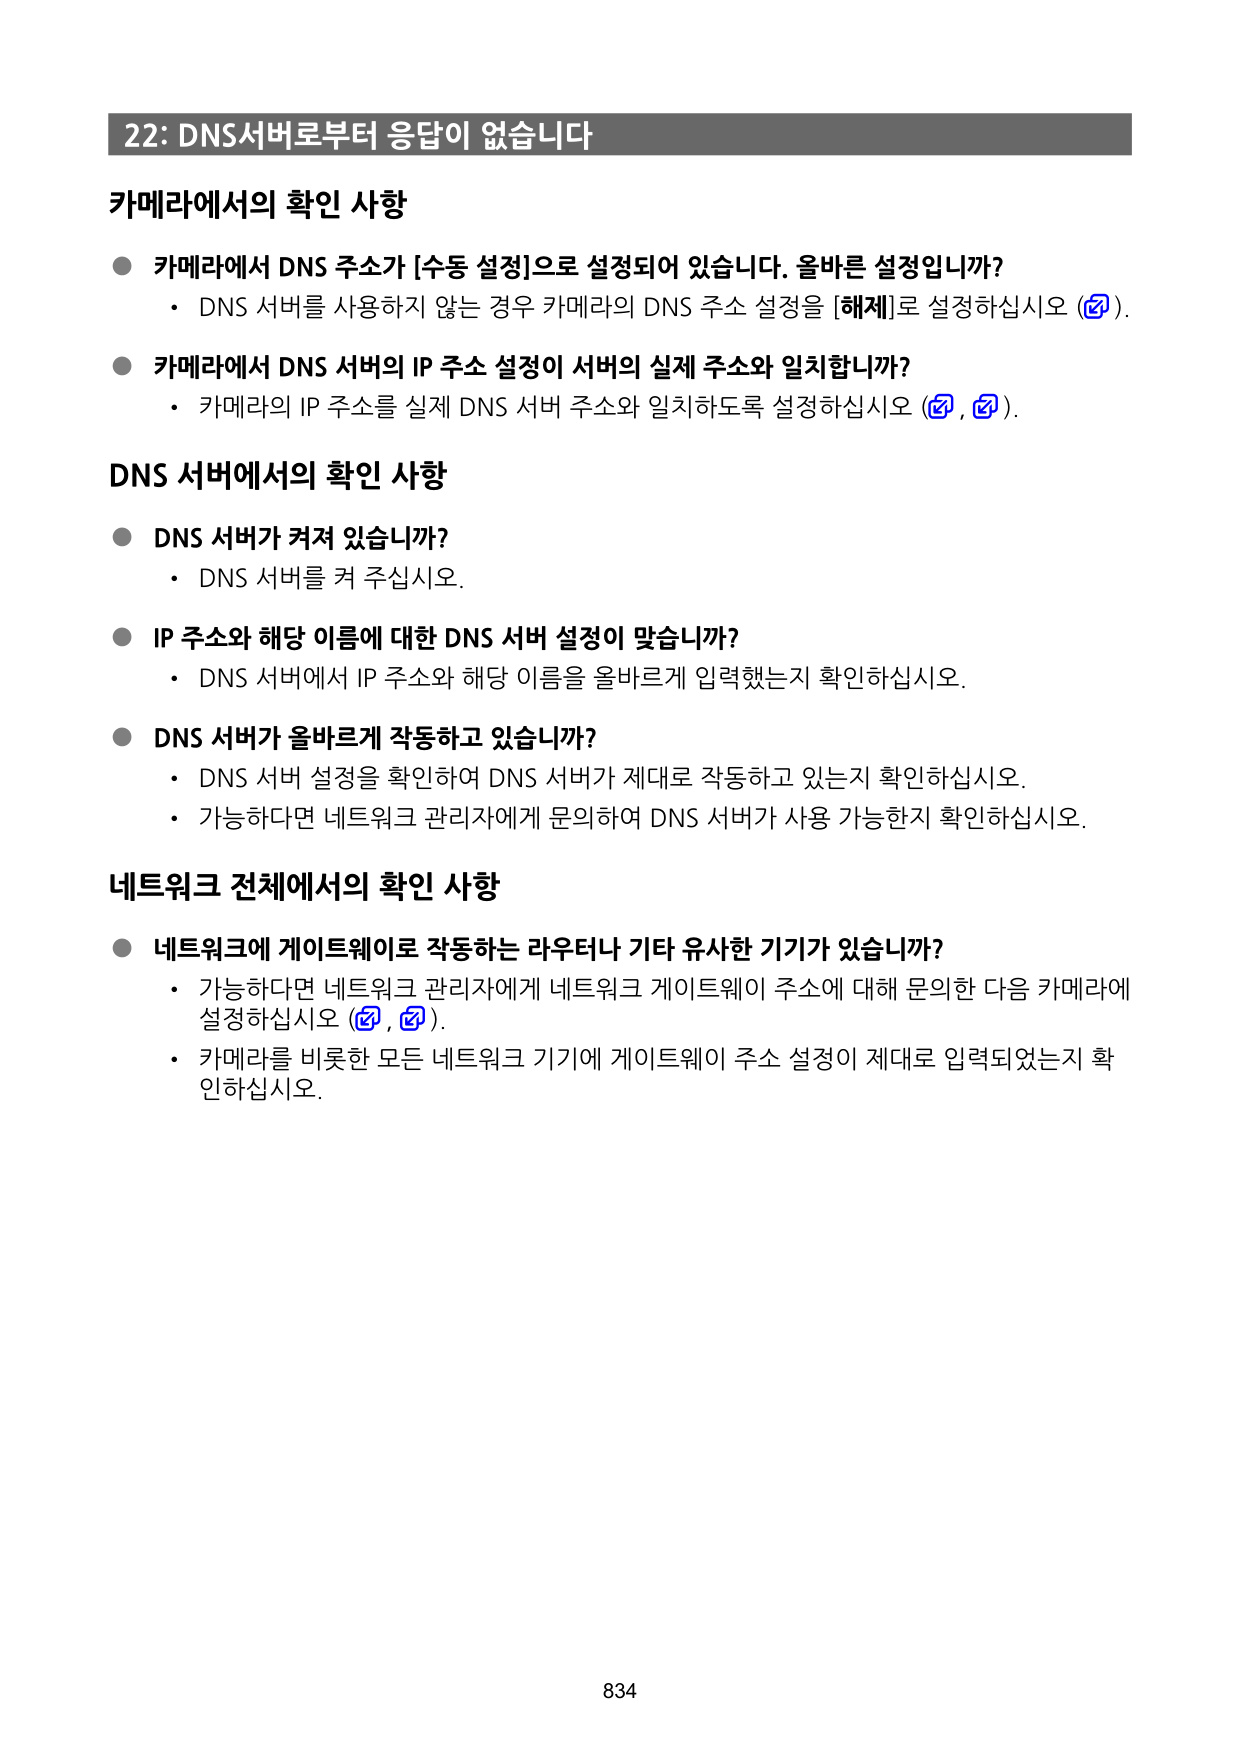 22: DNS서버로부터 응답이 없습니다
카메라에서의 확인 사항
● 카메라에서 DNS 주소가 [수동 설정]으로 설정되어 있습니다. 올바른 설정입니까?
• DNS 서버를 사용하지 않는 경우 카메라의 DNS 주소 설정을 [해제]로 설정하십시오 ( ).
● 카메라에서 DNS 서버의 IP 주소 설정이 서버의 실제 주소와 일치합니까?
• 카메라의 IP 주소를 실제 DNS 서버 주소와 일치하도록 설정하십시오 ( , ).
DNS 서버에서의 확인 사항
● DNS 서버가 켜져 있습니까?
• DNS 서버를 켜 주십시오.
● IP 주소와 해당 이름에 대한 DNS 서버 설정이 맞습니까?
• DNS 서버에서 IP 주소와 해당 이름을 올바르게 입력했는지 확인하십시오.
● DNS 서버가 올바르게 작동하고 있습니까?
• DNS 서버 설정을 확인하여 DNS 서버가 제대로 작동하고 있는지 확인하십시오.
• 가능하다면 네트워크 관리자에게 문의하여 DNS 서버가 사용 가능한지 확인하십시오.
네트워크 전체에서의 확인 사항
● 네트워크에 게이트웨이로 작동하는 라우터나 기타 유사한 기기가 있습니까?
• 가능하다면 네트워크 관리자에게 네트워크 게이트웨이 주소에 대해 문의한 다음 카메라에
설정하십시오 ( , ).
• 카메라를 비롯한 모든 네트워크 기기에 게이트웨이 주소 설정이 제대로 입력되었는지 확
인하십시오.
834